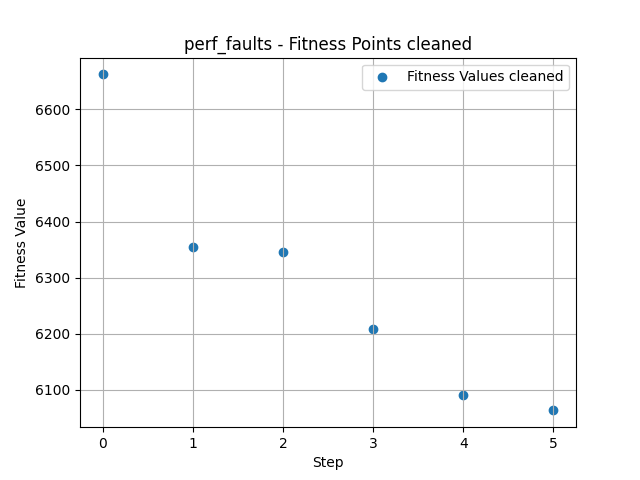 perf_faults - Fitness Points cleaned
Fitness Values cleaned
Fitness Value
6600
6500
6400
6300
6200
6100
0 1 2 3 4 5
Step